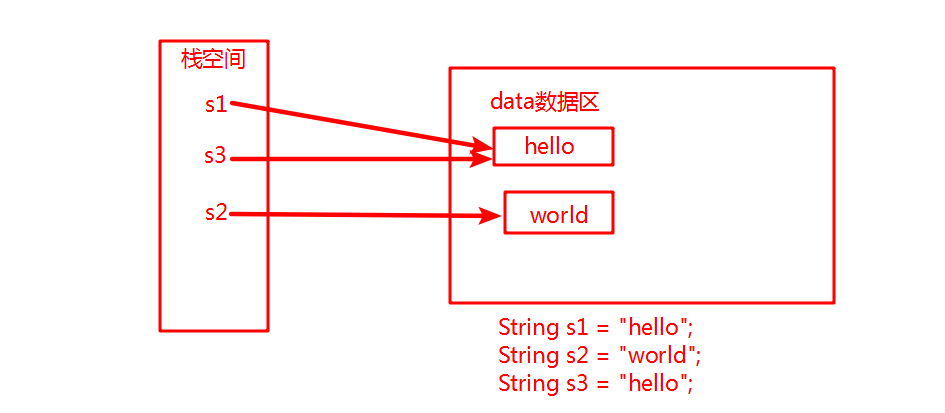 栈空间
s1
s3
s2
data数据区
hello
world
String s1 = "hello";
String s2 = "world";
String s3 = "hello";